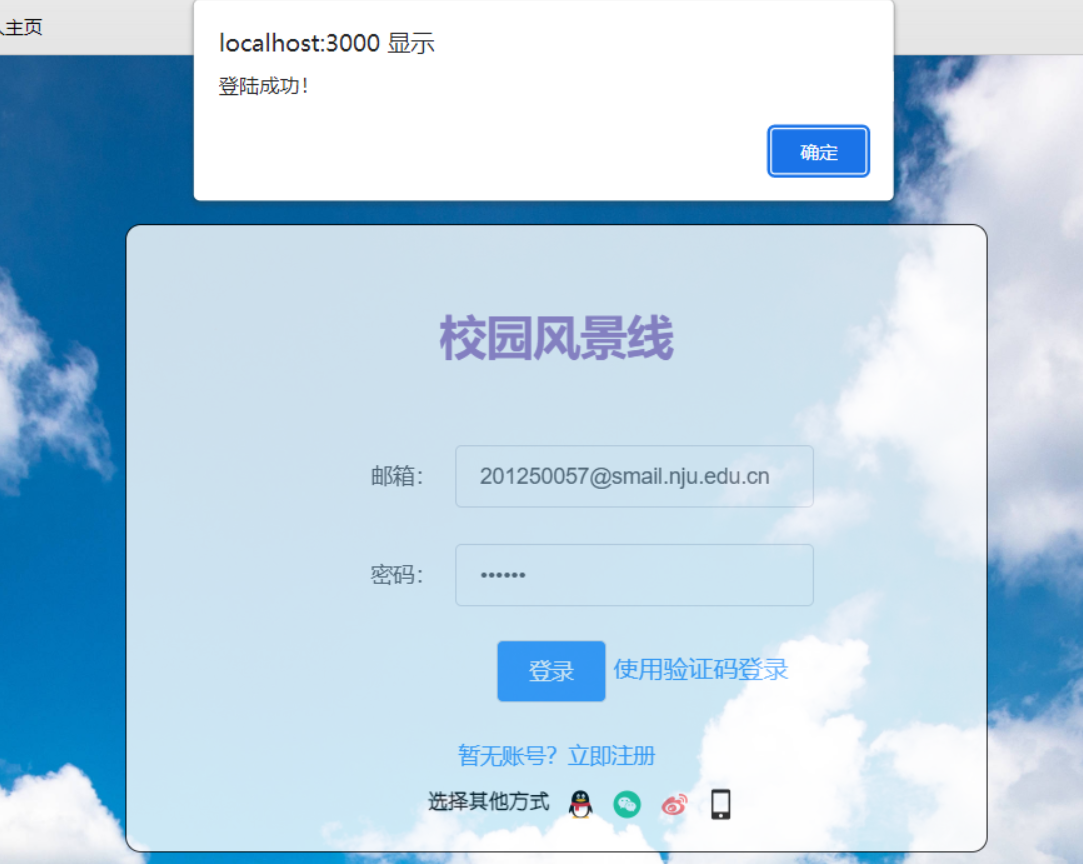 人主页
localhost:3000 显示
登陆成功！
确定
校园风景线
邮箱：
201250057@smail.nju.edu.cn
密码：
••••••
登录 使用验证码登录
暂无账号？立即注册
选择其他方式